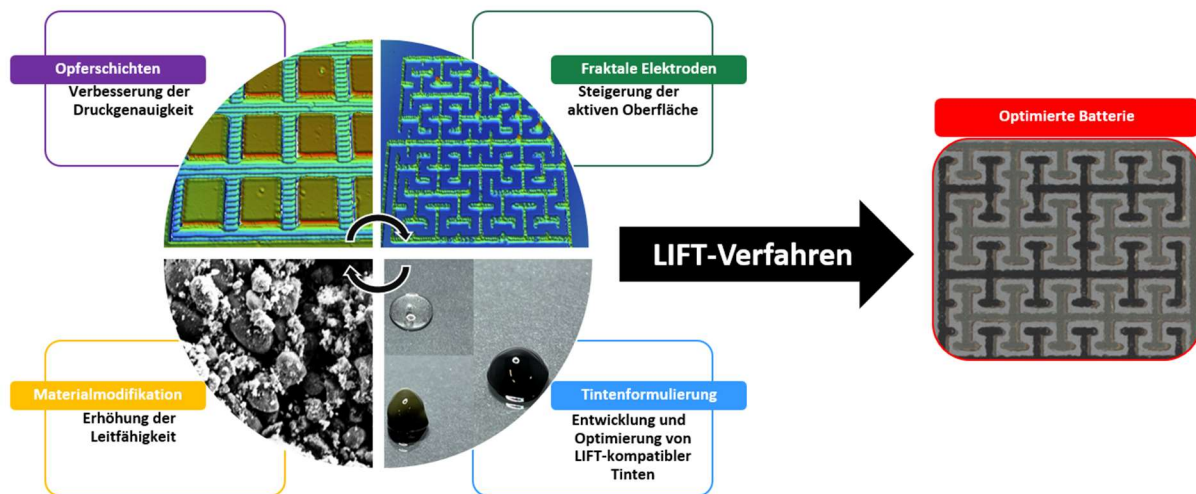 Opferschichten
Verbesserung der
Druckgenauigkeit
Fraktale Elektroden
Steigerung der
aktiven Oberfläche
Materialmodifikation
Erhöhung der
Leitfähigkeit
Tintenformulierung
Entwicklung und
Optimierung von
LIFT-kompatibler
Tinten
LIFT-Verfahren
Optimierte Batterie